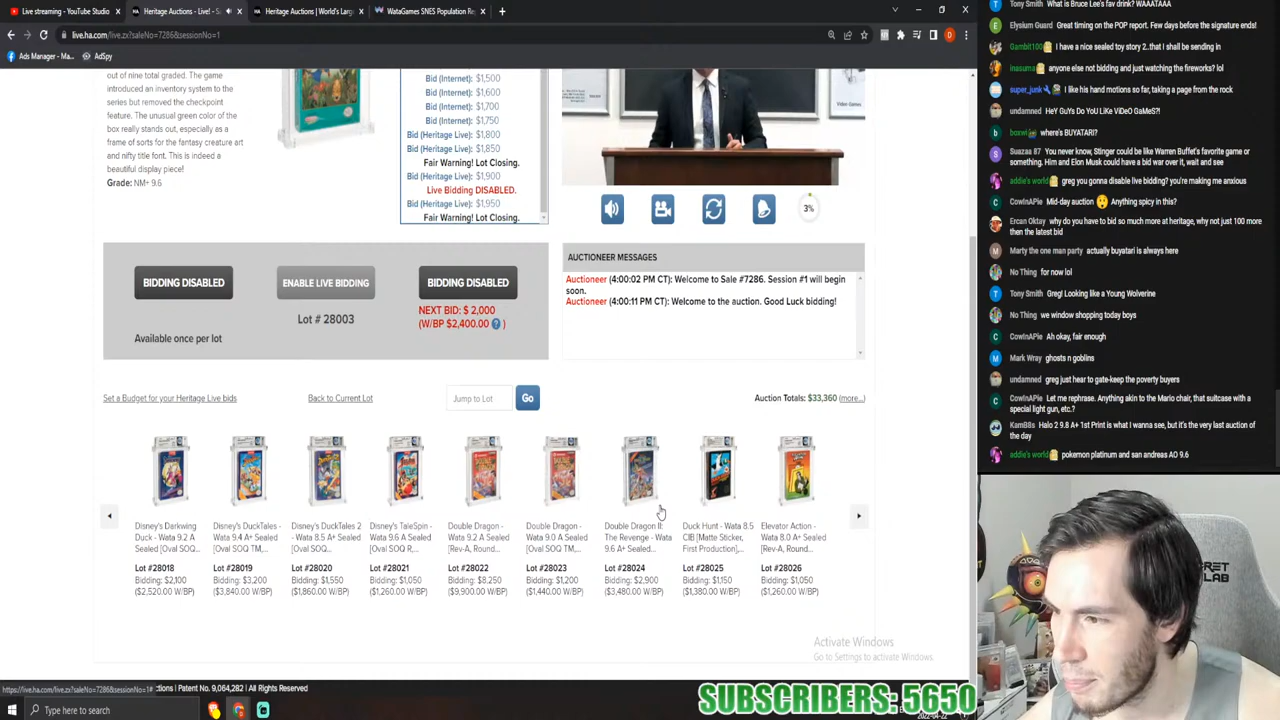 Live streaming - YouTube Studio
Heritage Auctions - Live! - S
Heritage Auctions | World's Larg
WataGames SNES Population Re
live.ha.com/live.zx?saleNo=7286&sessionNo=1
Ads Manager - Ma...
AdSpy
out of nine total graded. The game
introduced an inventory system to the
series but removed the checkpoint
feature. The unusual green color of the
box really stands out, especially as a
frame of sorts for the fantasy creature art
and nifty title font. This is indeed a
beautiful display piece!
Grade: NM+ 9.6
Bid (Internet): $1,500
Bid (Internet): $1,600
Bid (Internet): $1,700
Bid (Internet): $1,750
Bid (Heritage Live): $1,800
Bid (Heritage Live): $1,850
Fair Warning! Lot Closing.
Bid (Heritage Live): $1,900
Live Bidding DISABLED.
Bid (Heritage Live): $1,950
Fair Warning! Lot Closing.
Video Games
3%
BIDDING DISABLED
ENABLE LIVE BIDDING
BIDDING DISABLED
Lot # 28003
NEXT BID: $ 2,000
(W/BP $2,400.00 ? )
Available once per lot
AUCTIONEER MESSAGES
Auctioneer (4:00:02 PM CT): Welcome to Sale #7286. Session #1 will begin
soon.
Auctioneer (4:00:11 PM CT): Welcome to the auction. Good Luck bidding!
Set a Budget for your Heritage Live bids
Back to Current Lot
Jump to Lot
Go
Auction Totals: $33,360 (more...)
Disney's Darkwing
Duck - Wata 9.2 A
Sealed [Oval SOQ...
Lot #28018
Bidding: $2,100
($2,520.00 W/BP)
Disney's DuckTales -
Wata 9.4 A+ Sealed
[Oval SOQ TM,...
Lot #28019
Bidding: $3,200
($3,840.00 W/BP)
Disney's DuckTales 2
- Wata 8.5 A+ Sealed
[Oval SOQ...
Lot #28020
Bidding: $1,550
($1,860.00 W/BP)
Disney's TaleSpin -
Wata 9.6 A Sealed
[Oval SOQ R,...
Lot #28021
Bidding: $1,050
($1,260.00 W/BP)
Double Dragon -
Wata 9.2 A Sealed
[Rev-A, Round...
Lot #28022
Bidding: $8,250
($9,900.00 W/BP)
Double Dragon -
Wata 9.0 A Sealed
[Oval SOQ TM,...
Lot #28023
Bidding: $1,200
($1,440.00 W/BP)
Double Dragon II:
The Revenge - Wata
9.6 A+ Sealed...
Lot #28024
Bidding: $2,900
($3,480.00 W/BP)
Duck Hunt - Wata 8.5
CIB [Matte Sticker,
First Production],...
Lot #28025
Bidding: $1,150
($1,380.00 W/BP)
Elevator Action -
Wata 8.0 A+ Sealed
[Rev-A, Round...
Lot #28026
Bidding: $1,050
($1,260.00 W/BP)
Activate Windows
Go to Settings to activate Windows.
https://live.ha.com/live.zx?saleNo=7286&sessionNo=1#
ctions | Patent No. 9,064,282 | All Rights Reserved
Type here to search
SUBSCRIBERS: 5650
2022-04-22
Tony Smith What is Bruce Lee's fav drink? WAAATAAA
Elysium Guard Great timing on the POP report. Few days before the signature ends!
Gambit100 I have a nice sealed toy story 2..that I shall be sending in
inasuma anyone else not bidding and just watching the fireworks? lol
super_junk I like his hand motions so far, taking a page from the rock
undamned HeY GuYs Do YoU LiKe ViDeO GaMeS?!
boxwt where's BUYATARI?
Suazaa 87 You never know, Stinger could be like Warren Buffet's favorite game or
something. Him and Elon Musk could have a bid war over it, wait and see
addie's world greg you gonna disable live bidding? you're making me anxious
CowInAPie Mid-day auction Anything spicy in this?
Ercan Oktay why do you have to bid so much more at heritage, why not just 100 more
then the latest bid
Marty the one man party actually buyatari is always here
No Thing for now lol
Tony Smith Greg! Looking like a Young Wolverine
No Thing we window shopping today boys
CowInAPie Ah okay, fair enough
Mark Wray ghosts n goblins
undamned greg just hear to gate-keep the poverty buyers
CowInAPie Let me rephrase. Anything akin to the Mario chair, that suitcase with a
special light gun, etc.?
KamB8s Halo 2 9.8 A+ 1st Print is what I wanna see, but it's the very last auction of
the day
addie's world pokemon platinum and san andreas AO 9.6